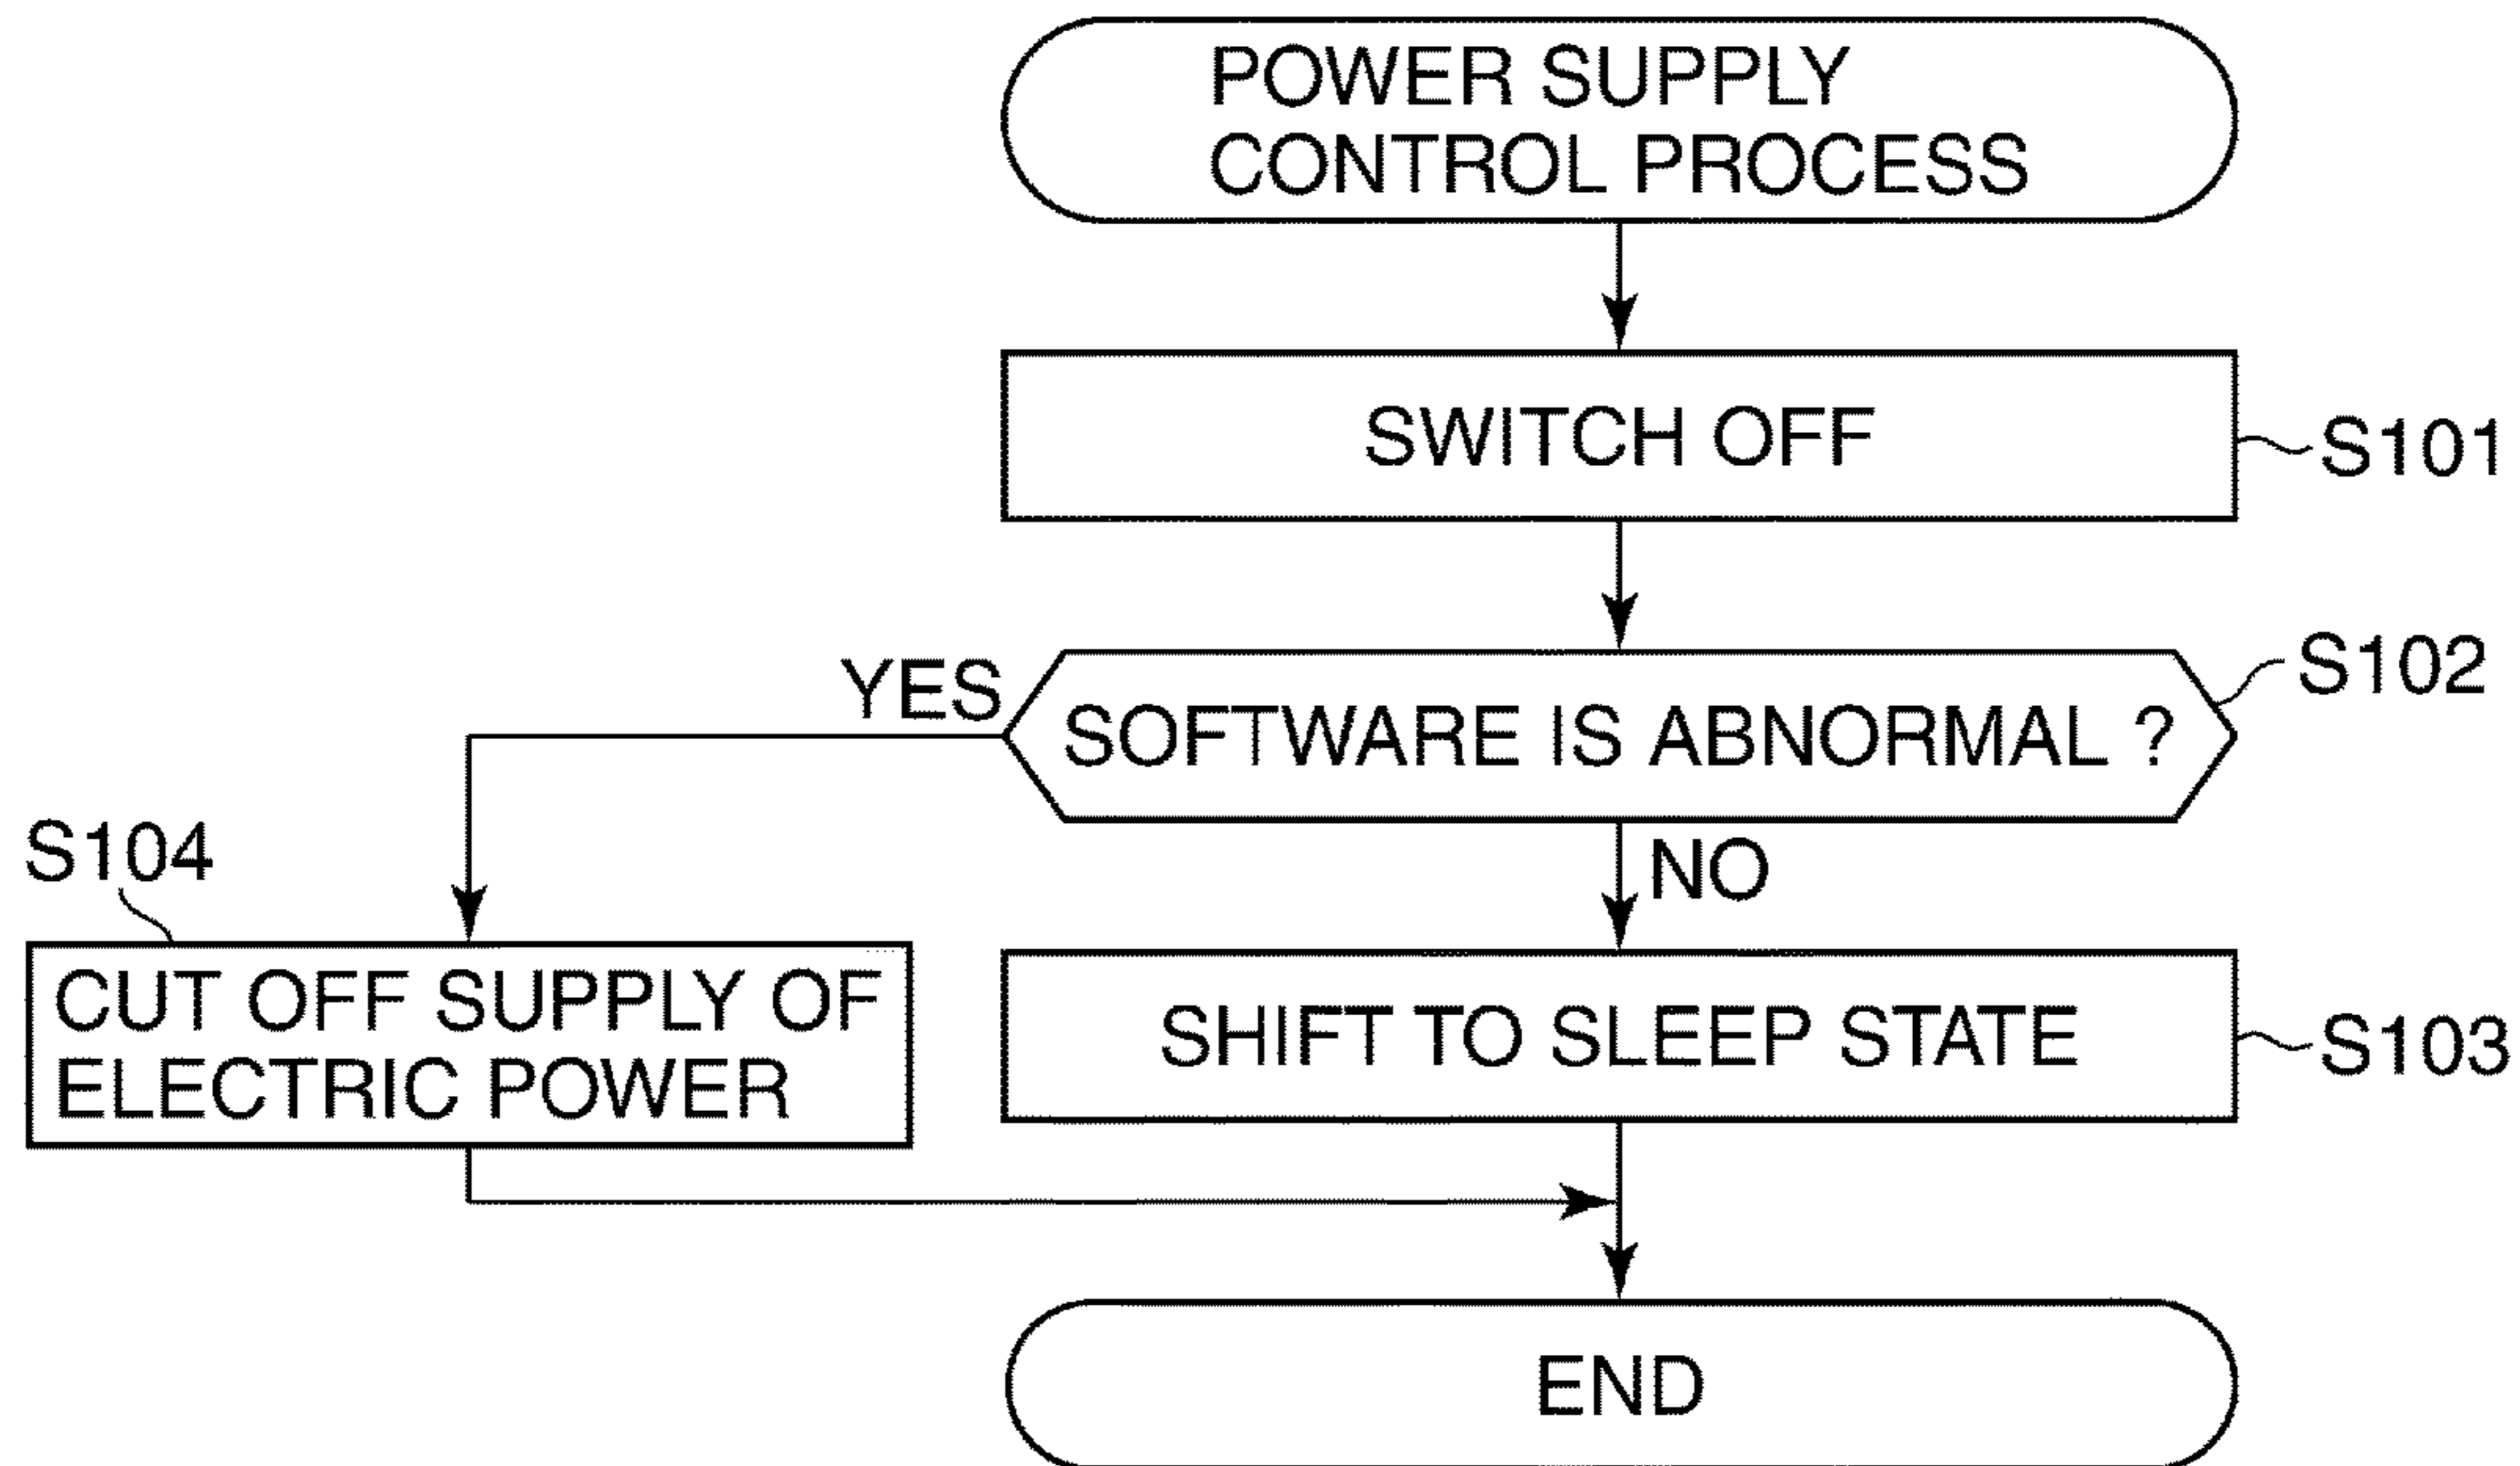 POWER SUPPLY
CONTROL PROCESS
SWITCH OFF
S101
YES
SOFTWARE IS ABNORMAL ?
S102
NO
S104
CUT OFF SUPPLY OF
ELECTRIC POWER
SHIFT TO SLEEP STATE
S103
END